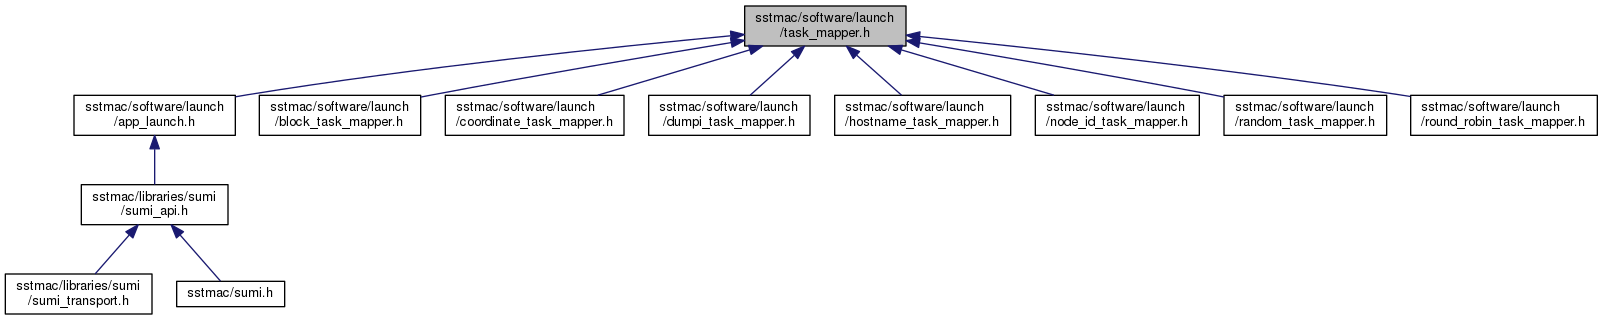 sstmac/software/launch
/task_mapper.h
sstmac/software/launch
/app_launch.h
sstmac/software/launch
/block_task_mapper.h
sstmac/software/launch
/coordinate_task_mapper.h
sstmac/software/launch
/dumpi_task_mapper.h
sstmac/software/launch
/hostname_task_mapper.h
sstmac/software/launch
/node_id_task_mapper.h
sstmac/software/launch
/random_task_mapper.h
sstmac/software/launch
/round_robin_task_mapper.h
sstmac/libraries/sumi
/sumi_api.h
sstmac/libraries/sumi
/sumi_transport.h
sstmac/sumi.h